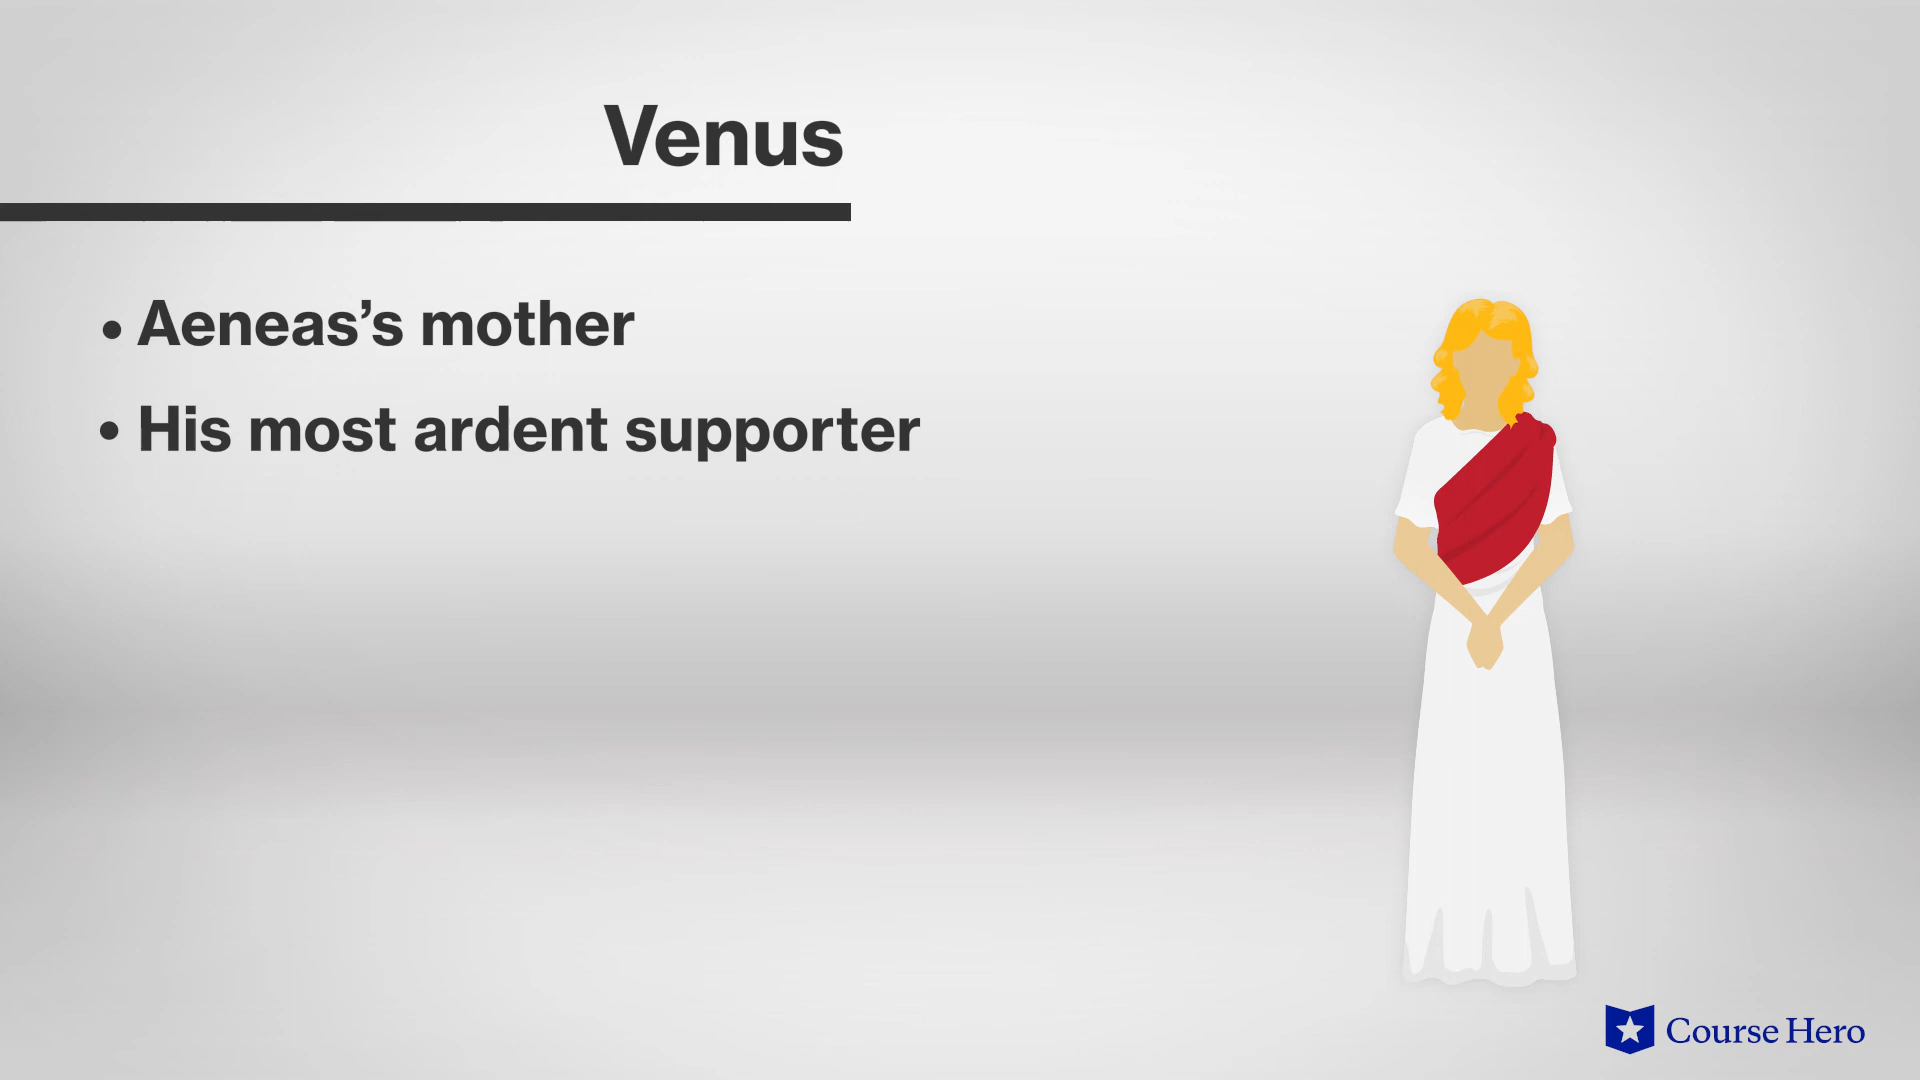 Venus
• Aeneas’s mother
• His most ardent supporter
Course Hero